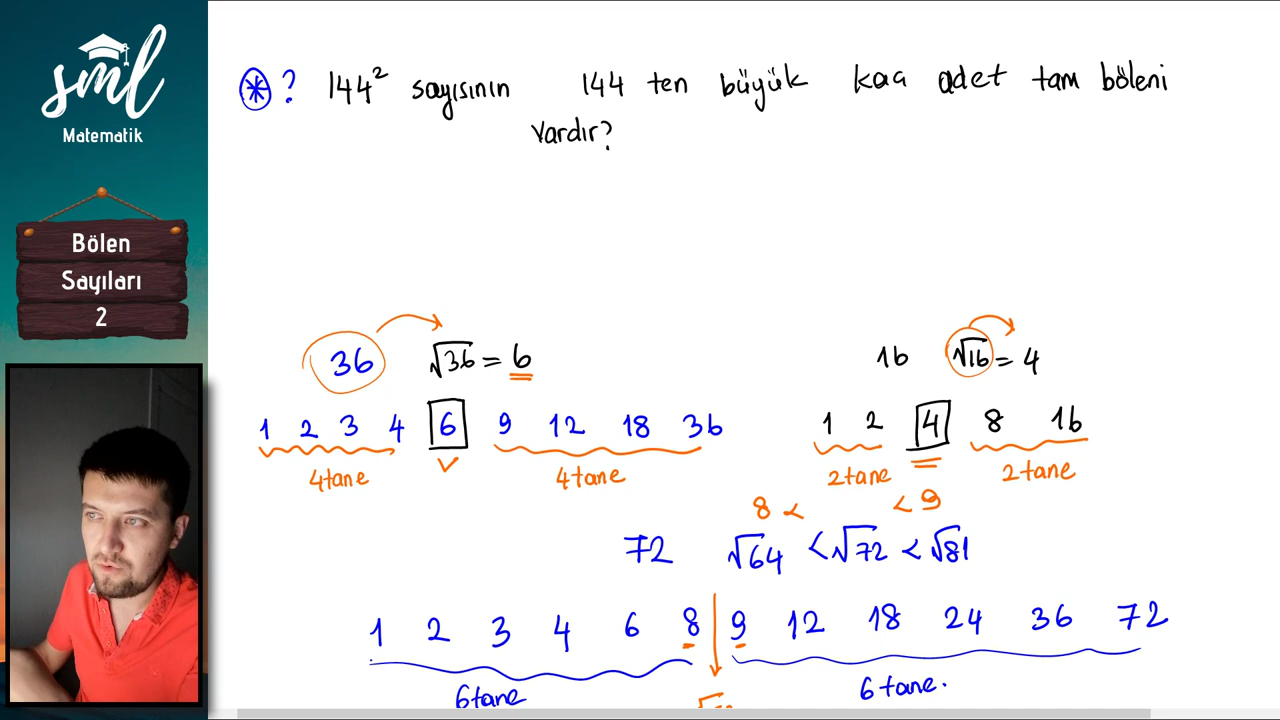 sml
Matematik
Bölen
Sayıları
2
* ? 144² sayısının 144 ten büyük kaa adet tam böleni
vardır?
36 √36 = 6
1 2 3 4 6 9 12 18 36
4tane 4tane
16 √16 = 4
1 2 4 8 16
2tane 2tane
8 < < 9
72 √64 < √72 < √81
1 2 3 4 6 8 9 12 18 24 36 72
6tane 6tane.